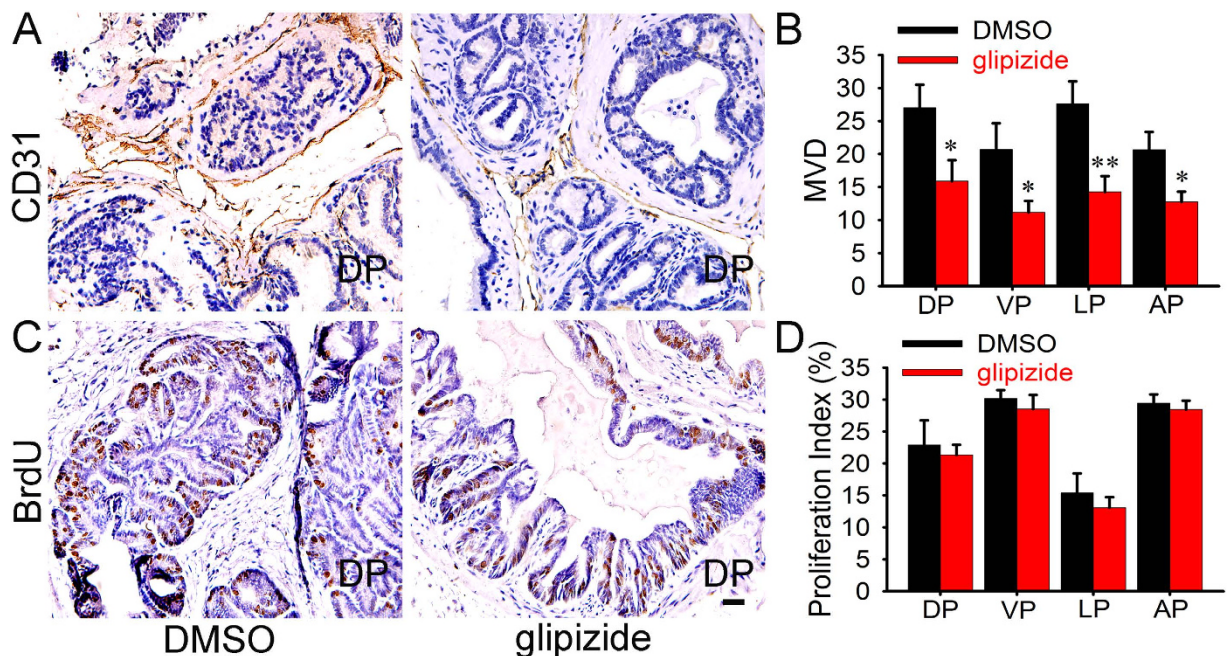 A
CD31
DP
DP
B
DMSO
glipizide
MVD
35
30
25
20
15
10
5
0
*
*
**
*
DP VP LP AP
C
BrdU
DP
DP
DMSO glipizide
D
DMSO
glipizide
Proliferation Index (%)
35
30
25
20
15
10
5
0
DP VP LP AP